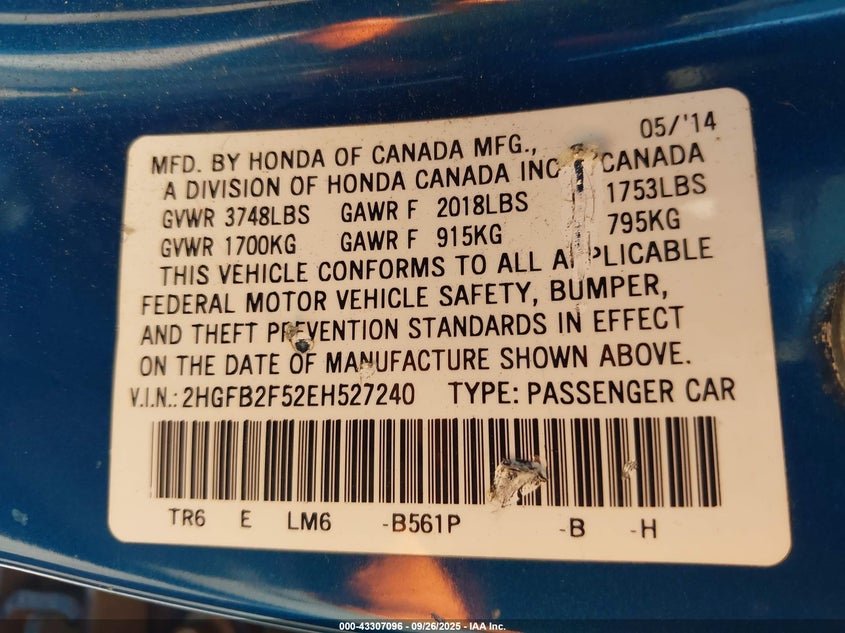 05/'14
MFD. BY HONDA OF CANADA MFG.,
A DIVISION OF HONDA CANADA INC CANADA
GVWR 3748LBS GAWR F 2018LBS 1753LBS
GVWR 1700KG GAWR F 915KG 795KG
THIS VEHICLE CONFORMS TO ALL APPLICABLE
FEDERAL MOTOR VEHICLE SAFETY, BUMPER,
AND THEFT PREVENTION STANDARDS IN EFFECT
ON THE DATE OF MANUFACTURE SHOWN ABOVE.
V.I.N.: 2HGFB2F52EH527240 TYPE: PASSENGER CAR
TR6 E LM6 -B561P -B -H
000-43307096 - 09/26/2025 - IAA Inc.